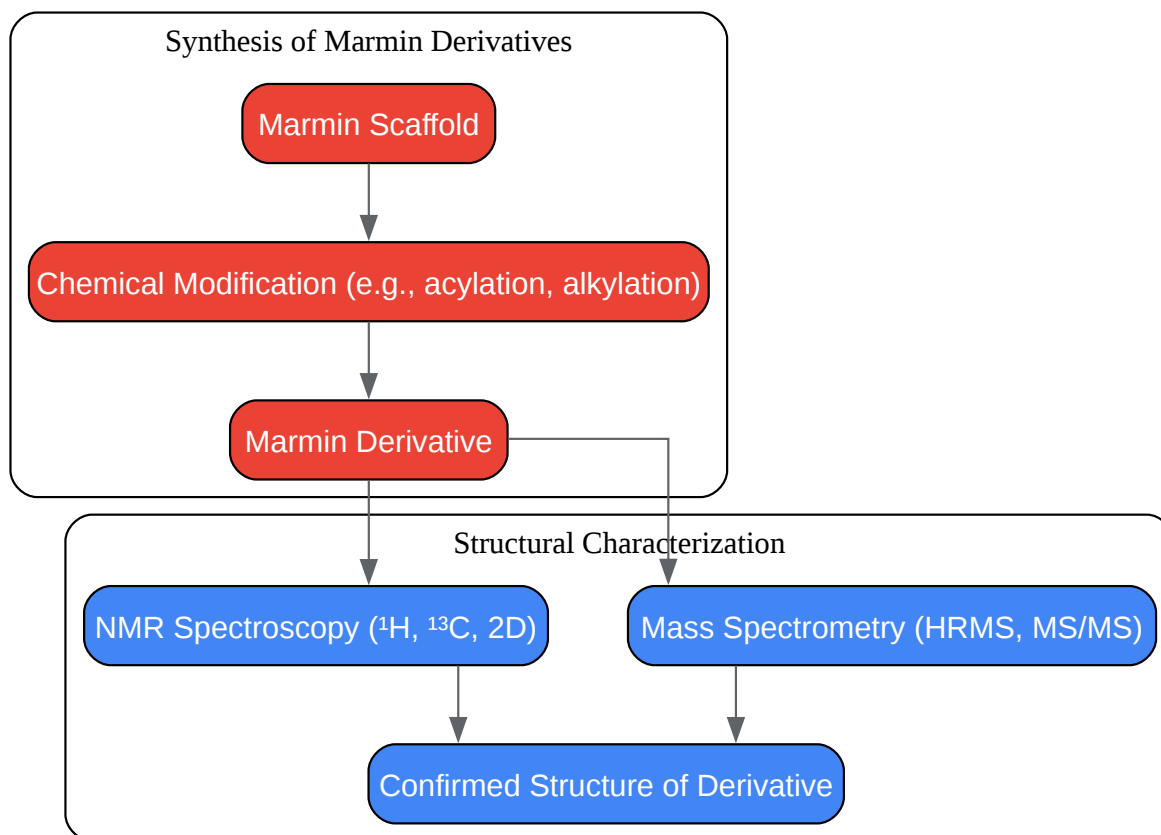 Synthesis of Marmin Derivatives
Marmin Scaffold
Chemical Modification (e.g., acylation, alkylation)
Marmin Derivative
Structural Characterization
NMR Spectroscopy (¹H, ¹³C, 2D)
Mass Spectrometry (HRMS, MS/MS)
Confirmed Structure of Derivative